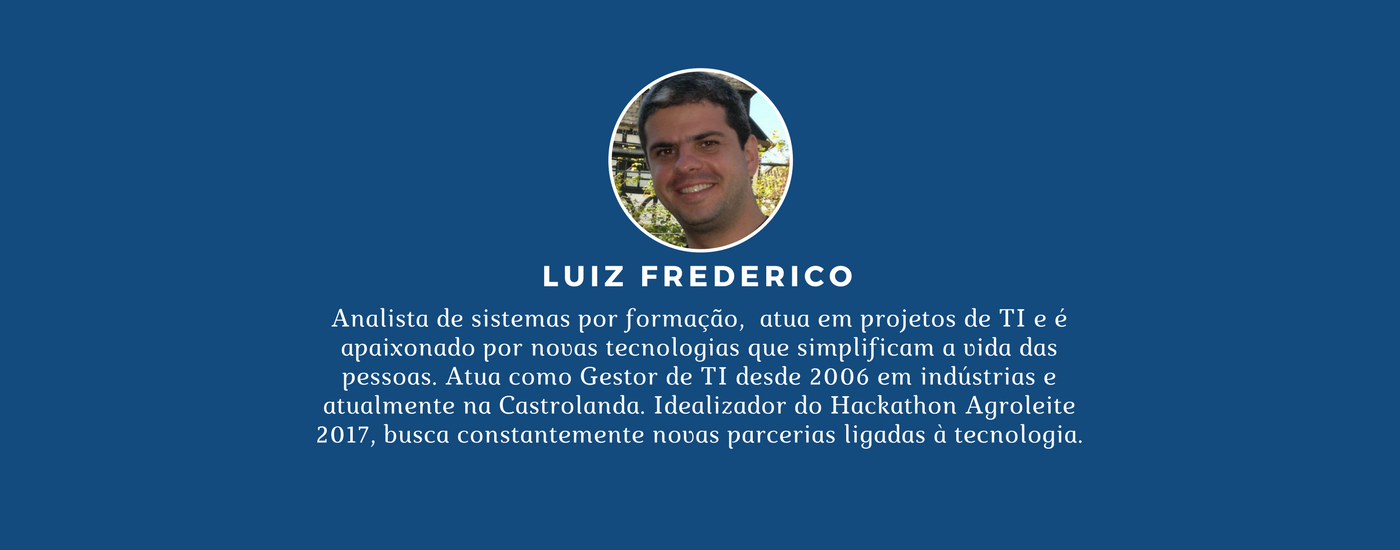 LUIZ FREDERICO
Analista de sistemas por formação,  atua em projetos de TI e é
apaixonado por novas tecnologias que simplificam a vida das
pessoas. Atua como Gestor de TI desde 2006 em indústrias e
atualmente na Castrolanda. Idealizador do Hackathon Agroleite
2017, busca constantemente novas parcerias ligadas à tecnologia.